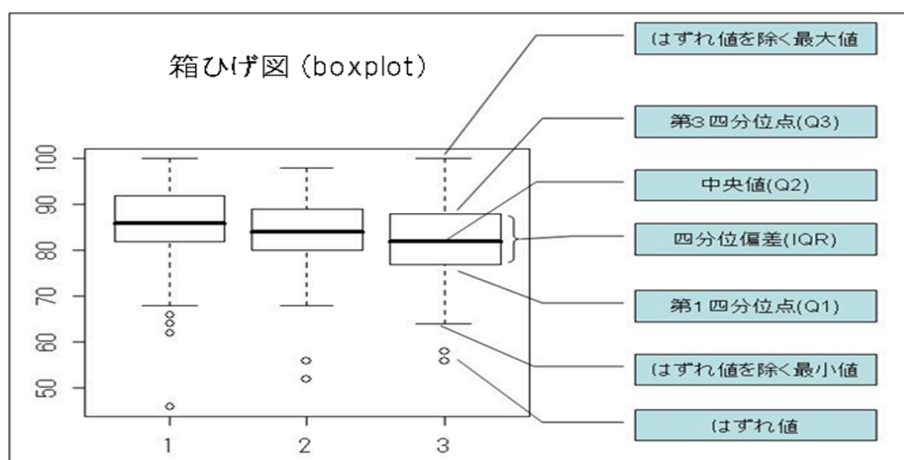 箱ひげ図 (boxplot)
はずれ値を除く最大値
第3四分位点(Q3)
中央値(Q2)
四分位偏差(IQR)
第1四分位点(Q1)
はずれ値を除く最小値
はずれ値
100
90
80
70
60
50
1 2 3